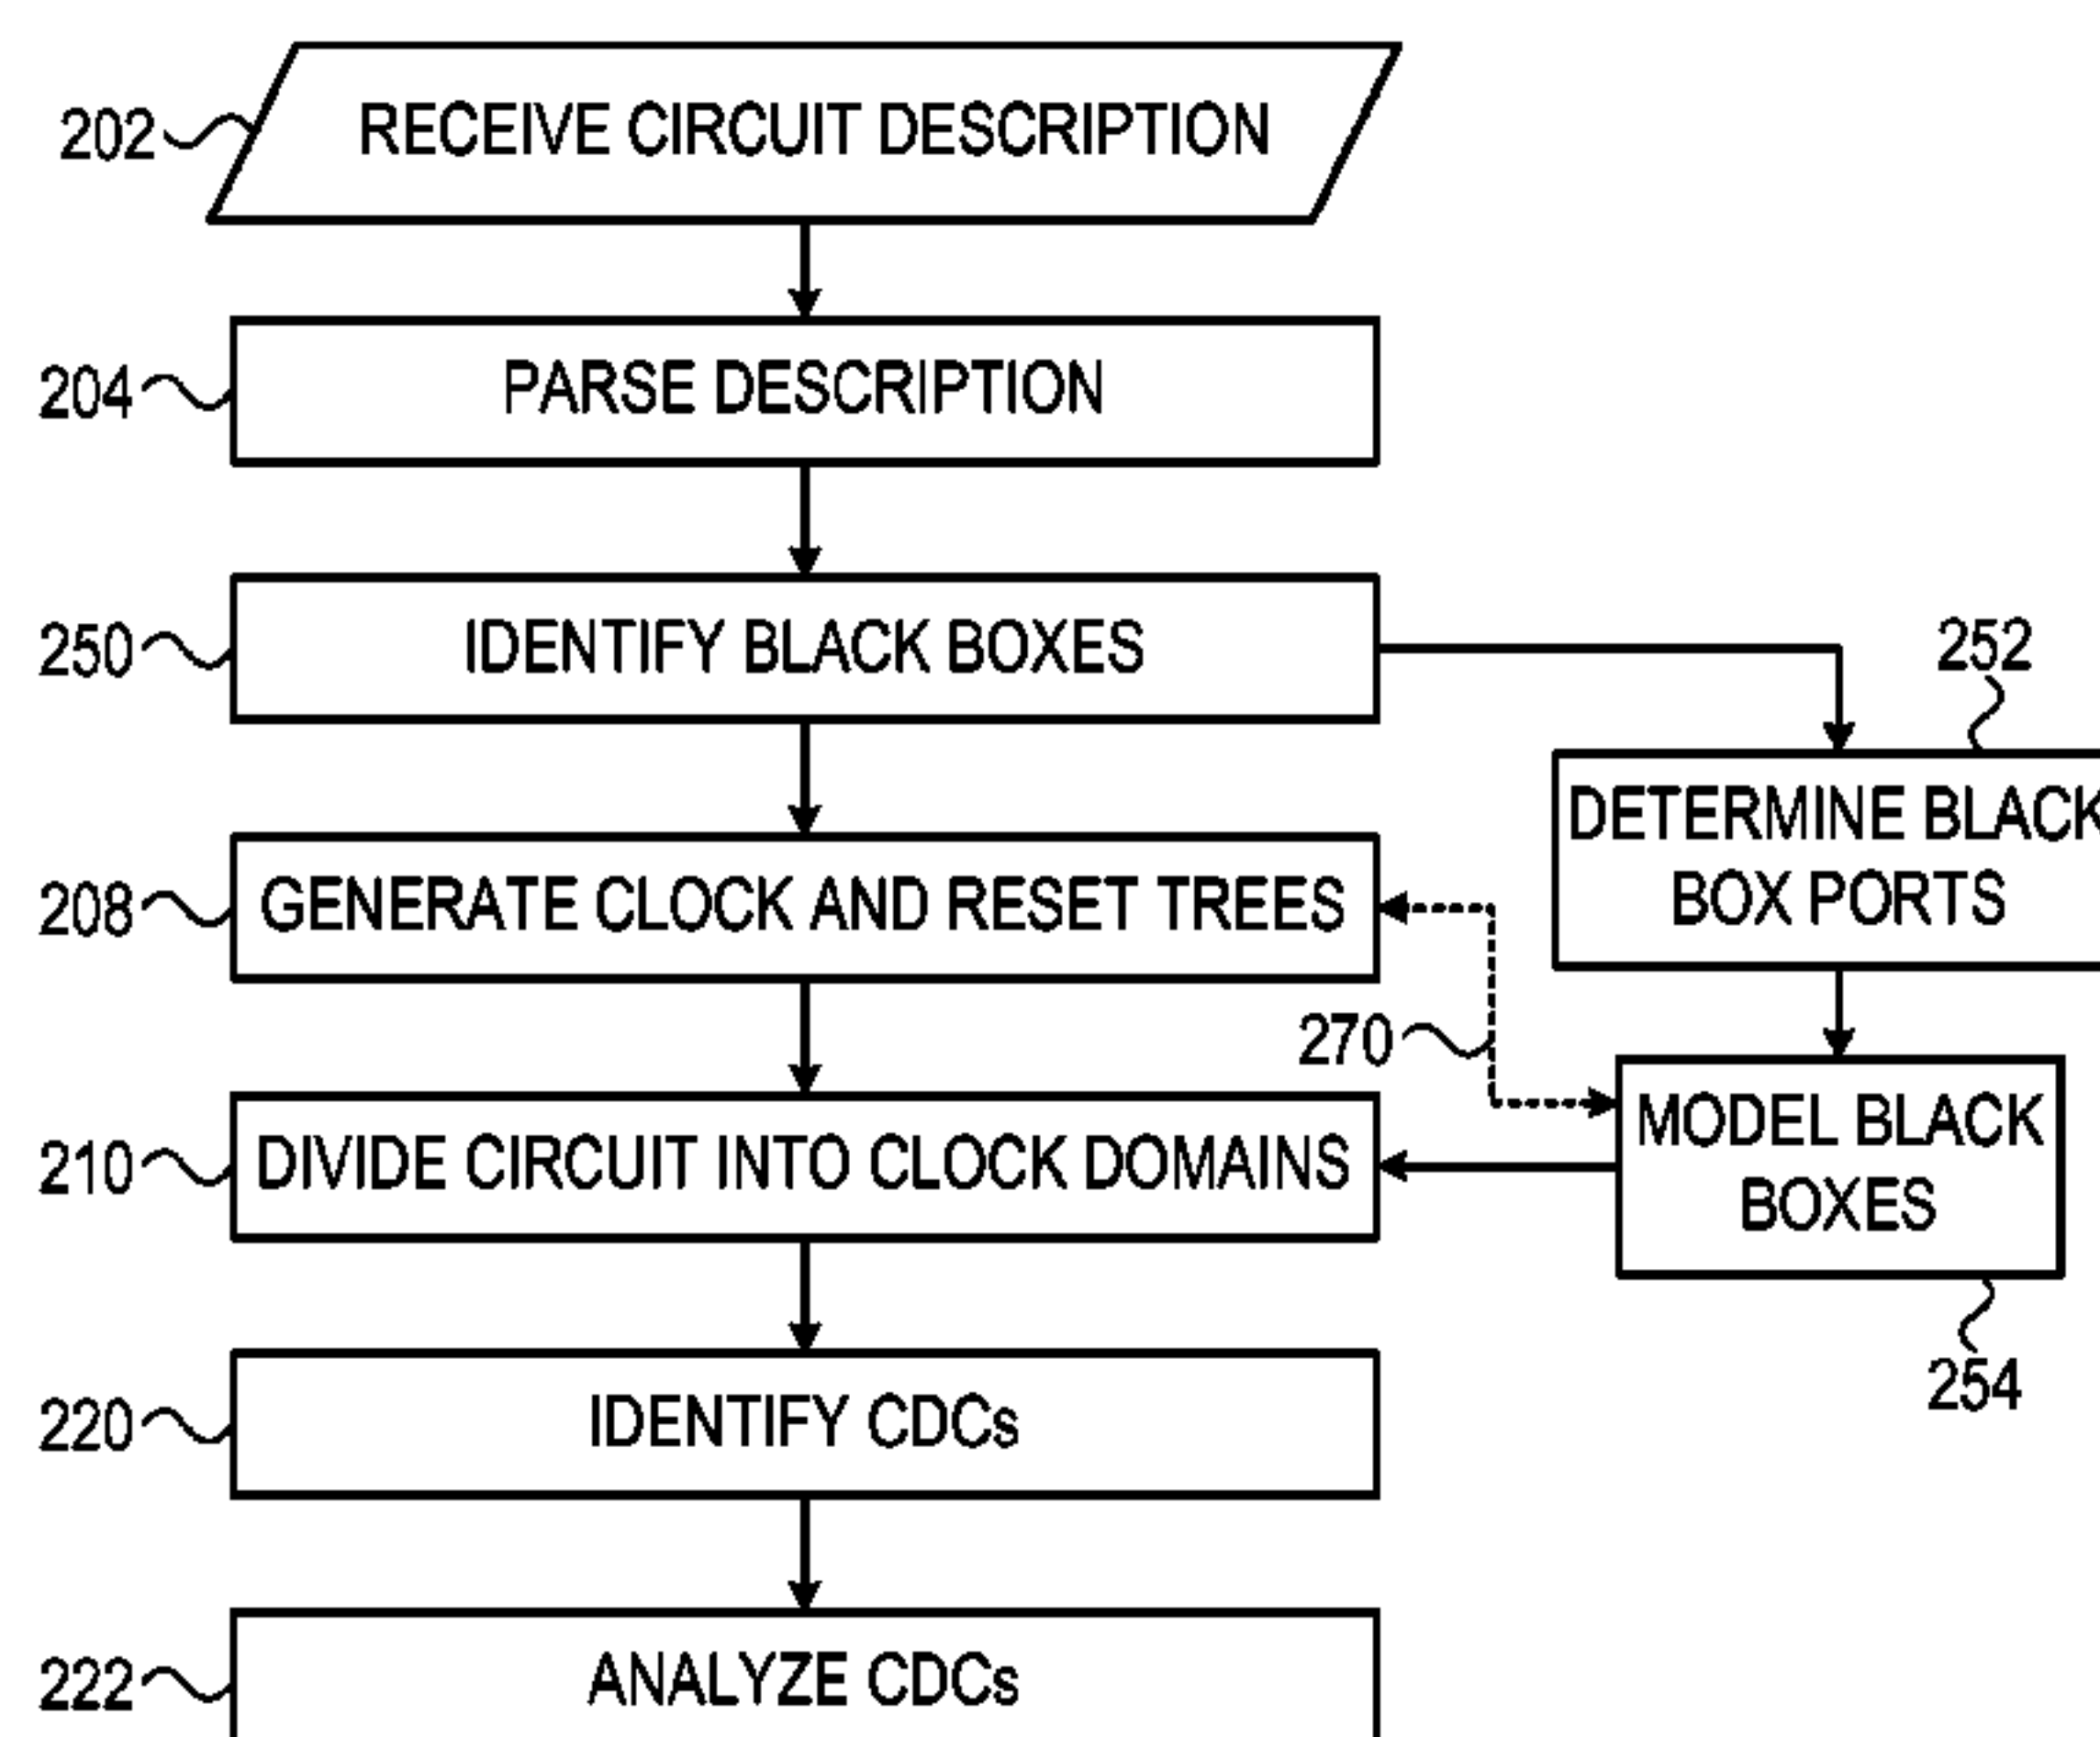 202
RECEIVE CIRCUIT DESCRIPTION
204
PARSE DESCRIPTION
250
IDENTIFY BLACK BOXES
252
DETERMINE BLACK
BOX PORTS
208
GENERATE CLOCK AND RESET TREES
270
MODEL BLACK
BOXES
254
210
DIVIDE CIRCUIT INTO CLOCK DOMAINS
220
IDENTIFY CDCs
222
ANALYZE CDCs